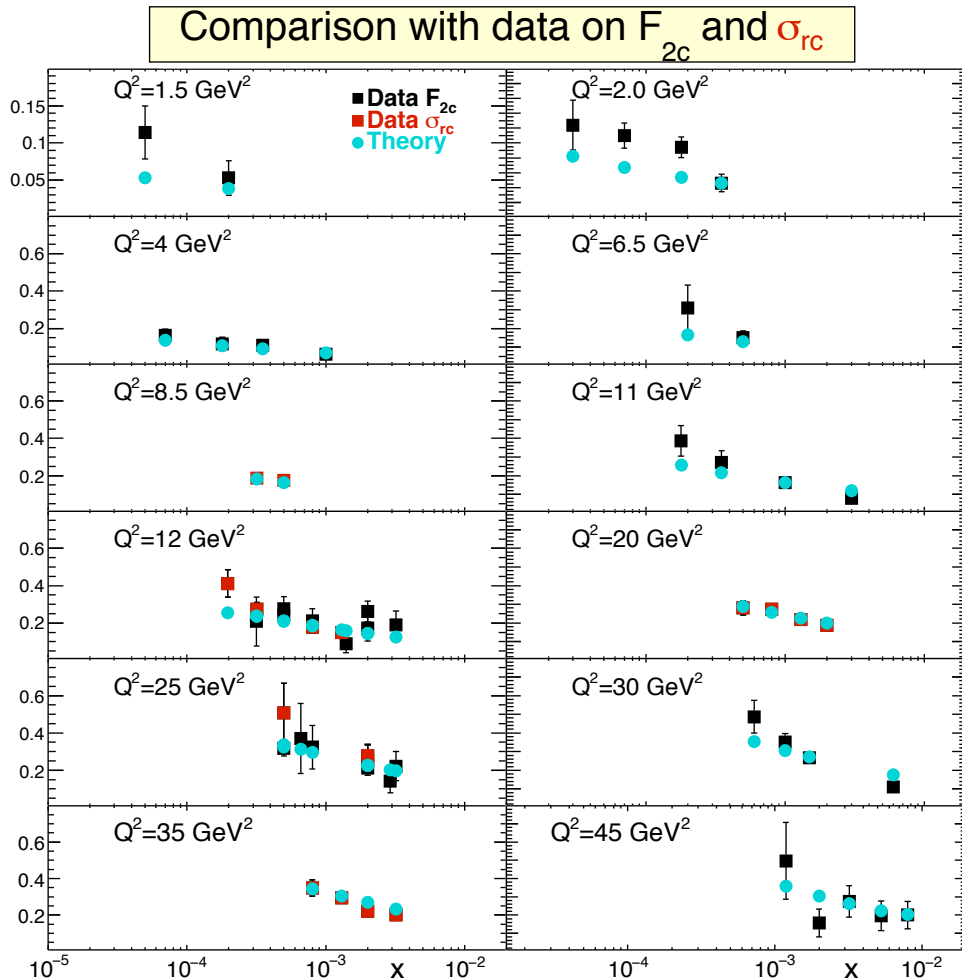 Comparison with data on F2c and σrc
Q²=1.5 GeV²
Data F2c
Data σrc
Theory
Q²=2.0 GeV²
0.15
0.1
0.05
Q²=4 GeV²
Q²=6.5 GeV²
0.6
0.4
0.2
Q²=8.5 GeV²
Q²=11 GeV²
0.6
0.4
0.2
Q²=12 GeV²
Q²=20 GeV²
0.6
0.4
0.2
Q²=25 GeV²
Q²=30 GeV²
0.6
0.4
0.2
Q²=35 GeV²
Q²=45 GeV²
0.6
0.4
0.2
10⁻⁵ 10⁻⁴ 10⁻³ x 10⁻² 10⁻⁴ 10⁻³ x 10⁻²